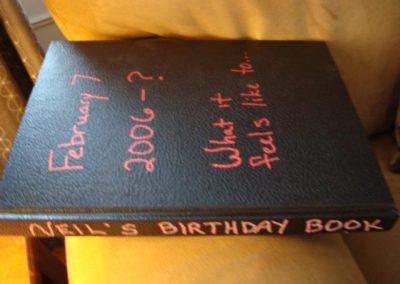 February 7
2006 - ?
What it
feels like to...
NEIL'S BIRTHDAY BOOK